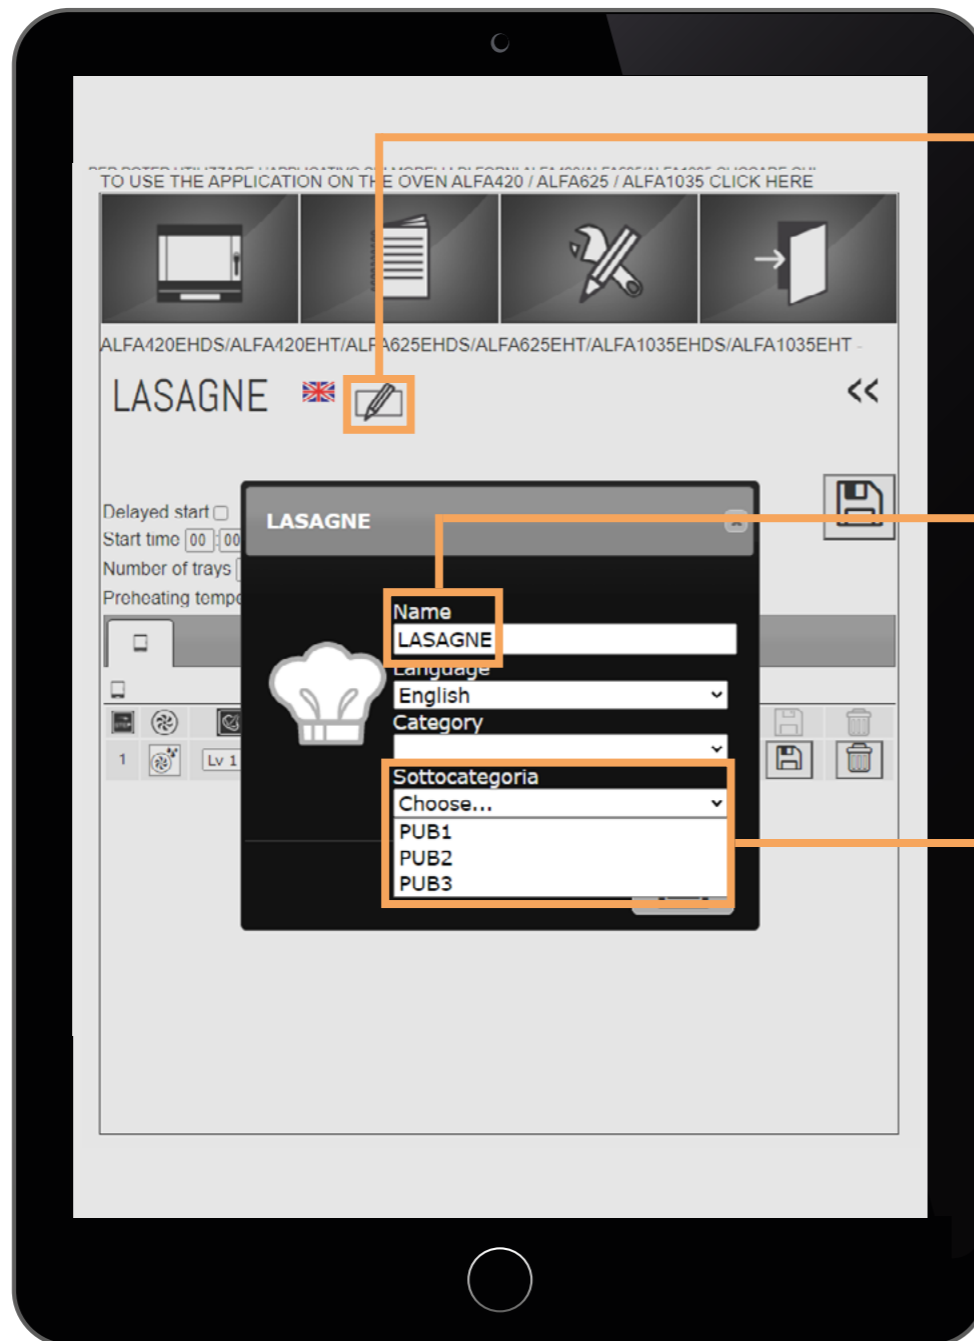 TO USE THE APPLICATION ON THE OVEN ALFA420 / ALFA625 / ALFA1035 CLICK HERE
ALFA420EHDS/ALFA420EHT/ALFA625EHDS/ALFA625EHT/ALFA1035EHDS/ALFA1035EHT -
LASAGNE <<
Delayed start
Start time 00 : 00
Number of trays
Preheating
LASAGNE
Name
LASAGNE
Language
English
Category
Sottocategoria
Choose...
PUB1
PUB2
PUB3
1 Lv 1